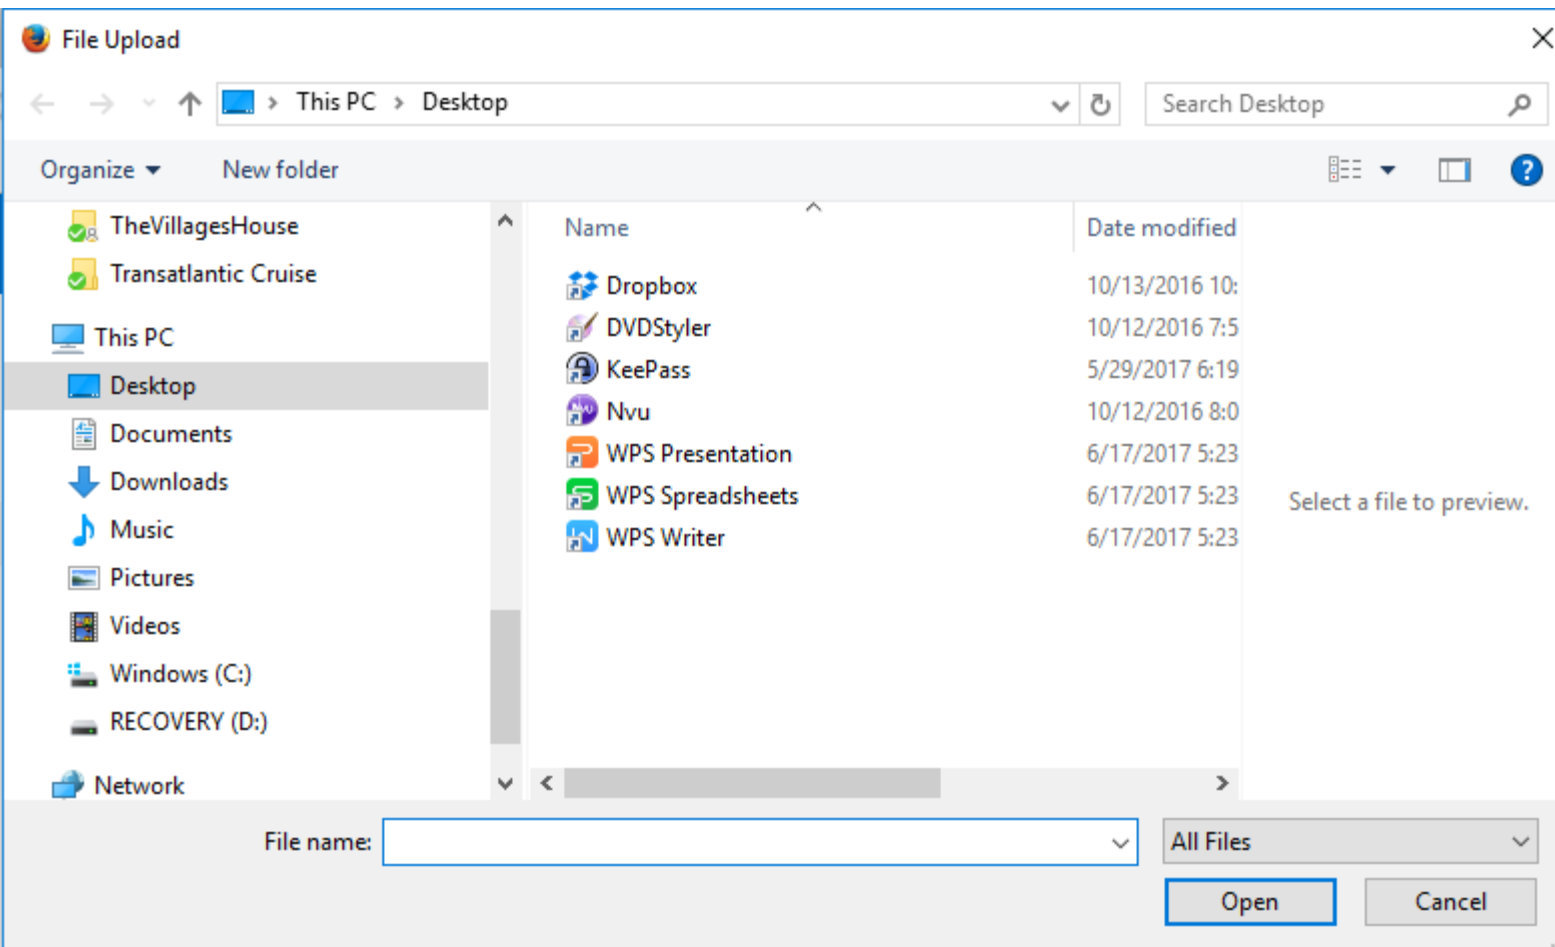 File Upload
This PC > Desktop
Search Desktop
Organize
New folder
TheVillagesHouse
Transatlantic Cruise
This PC
Desktop
Documents
Downloads
Music
Pictures
Videos
Windows (C:)
RECOVERY (D:)
Network
Name Date modified
Dropbox 10/13/2016 10:
DVDStyler 10/12/2016 7:5
KeePass 5/29/2017 6:19
Nvu 10/12/2016 8:0
WPS Presentation 6/17/2017 5:23
WPS Spreadsheets 6/17/2017 5:23
WPS Writer 6/17/2017 5:23
Select a file to preview.
File name:
All Files
Open
Cancel